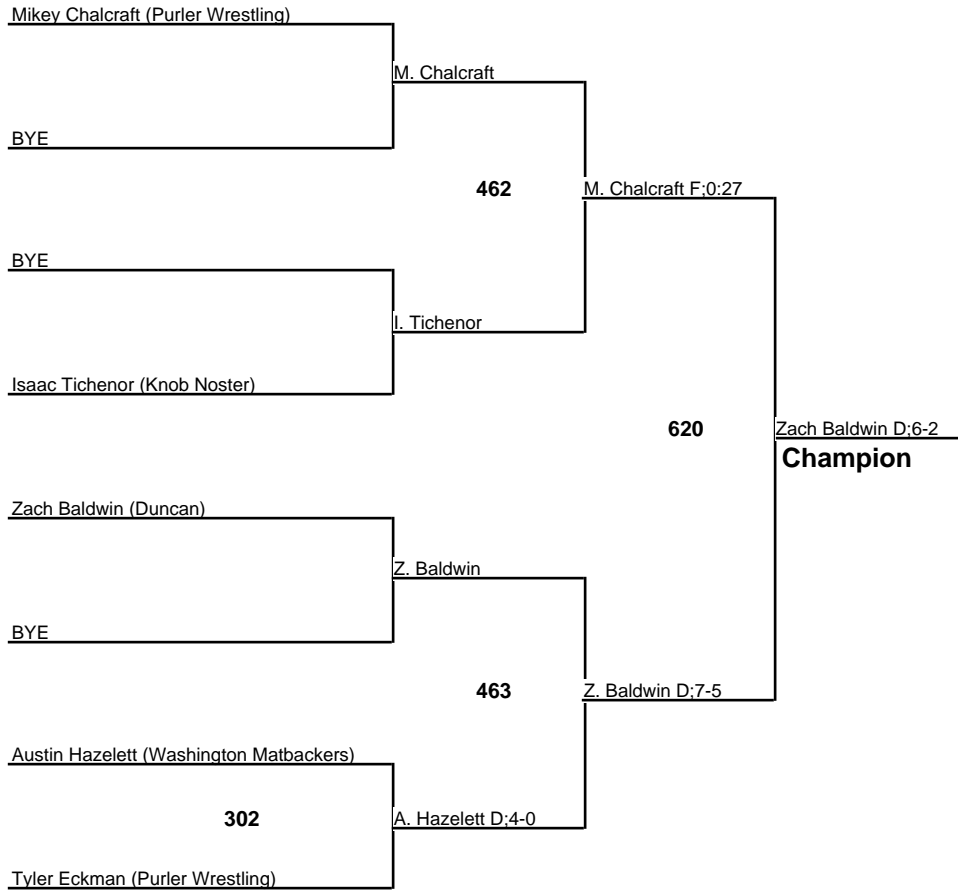 Mikey Chalcraft (Purler Wrestling)
M. Chalcraft
BYE
462
M. Chalcraft F;0:27
BYE
I. Tichenor
Isaac Tichenor (Knob Noster)
620
Zach Baldwin D;6-2
Champion
Zach Baldwin (Duncan)
Z. Baldwin
BYE
463
Z. Baldwin D;7-5
Austin Hazelett (Washington Matbackers)
302
A. Hazelett D;4-0
Tyler Eckman (Purler Wrestling)